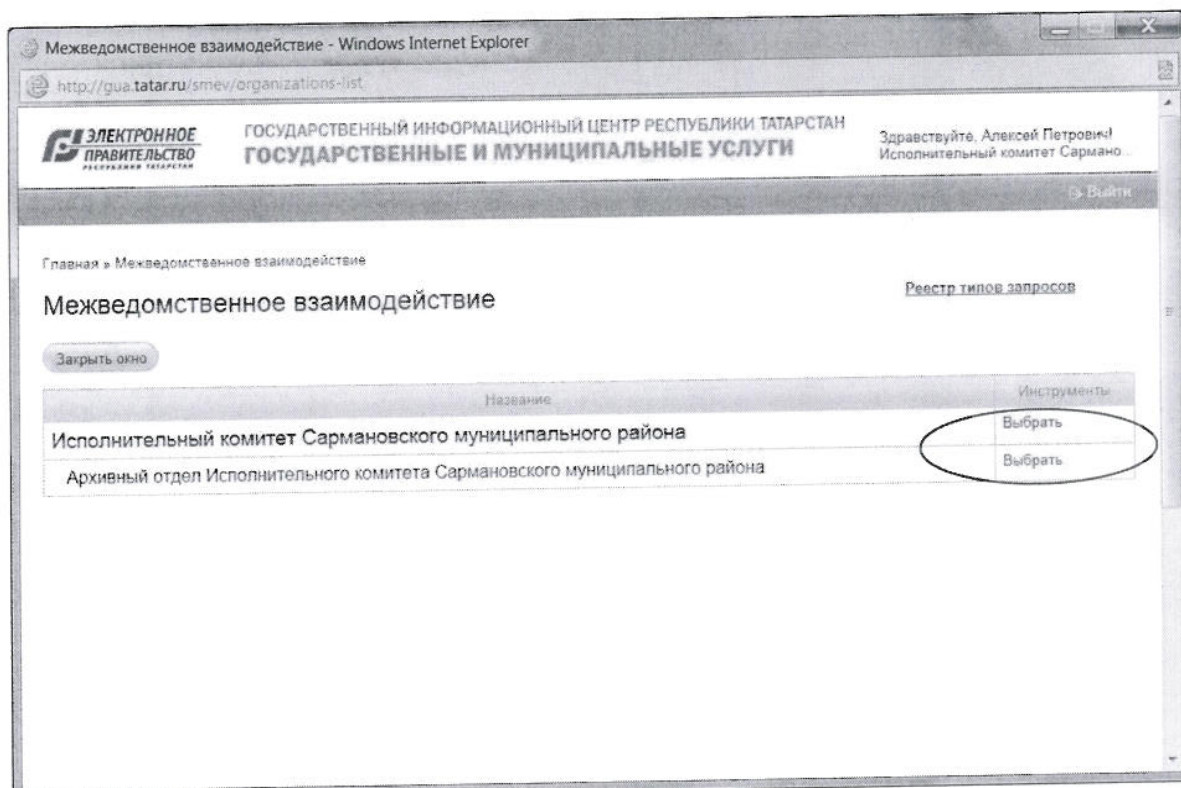 Межведомственное взаимодействие - Windows Internet Explorer
http://gua.tatar.ru/smev/organizations-list
ЭЛЕКТРОННОЕ
ПРАВИТЕЛЬСТВО
РЕСПУБЛИКИ ТАТАРСТАН
ГОСУДАРСТВЕННЫЙ ИНФОРМАЦИОННЫЙ ЦЕНТР РЕСПУБЛИКИ ТАТАРСТАН
ГОСУДАРСТВЕННЫЕ И МУНИЦИПАЛЬНЫЕ УСЛУГИ
Здравствуйте, Алексей Петрович!
Исполнительный комитет Сармано...
Выйти
Главная » Межведомственное взаимодействие
Межведомственное взаимодействие
Реестр типов запросов
Закрыть окно
Название Инструменты
Исполнительный комитет Сармановского муниципального района Выбрать
Архивный отдел Исполнительного комитета Сармановского муниципального района Выбрать